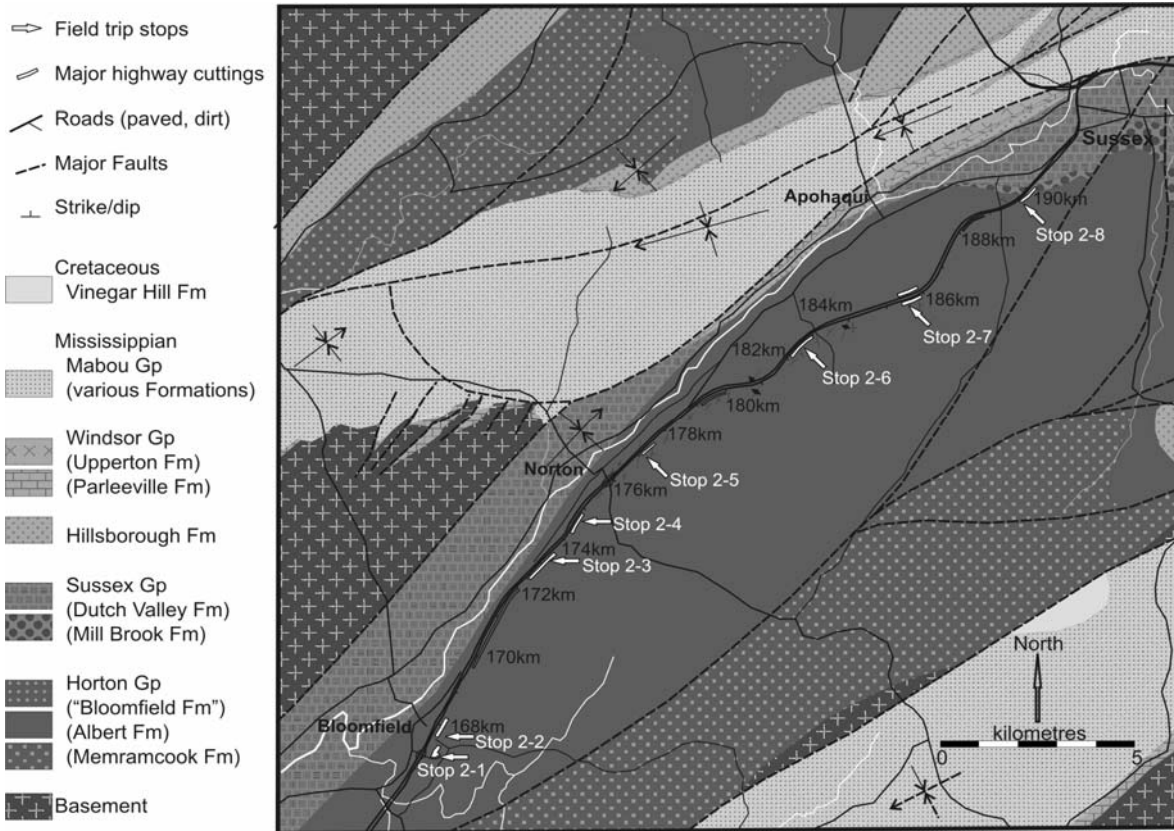 Field trip stops
Major highway cuttings
Roads (paved, dirt)
Major Faults
Strike/dip
Cretaceous
Vinegar Hill Fm
Mississippian
Mabou Gp
(various Formations)
Windsor Gp
(Upperton Fm)
(Parleeville Fm)
Hillsborough Fm
Sussex Gp
(Dutch Valley Fm)
(Mill Brook Fm)
Horton Gp
("Bloomfield Fm")
(Albert Fm)
(Memramcook Fm)
Basement
Sussex
Apohaqui
190km
Stop 2-8
188km
186km
184km
Stop 2-7
182km
Stop 2-6
180km
178km
Norton
Stop 2-5
176km
Stop 2-4
174km
Stop 2-3
172km
170km
North
Bloomfield
168km
Stop 2-2
Stop 2-1
kilometres
0 5